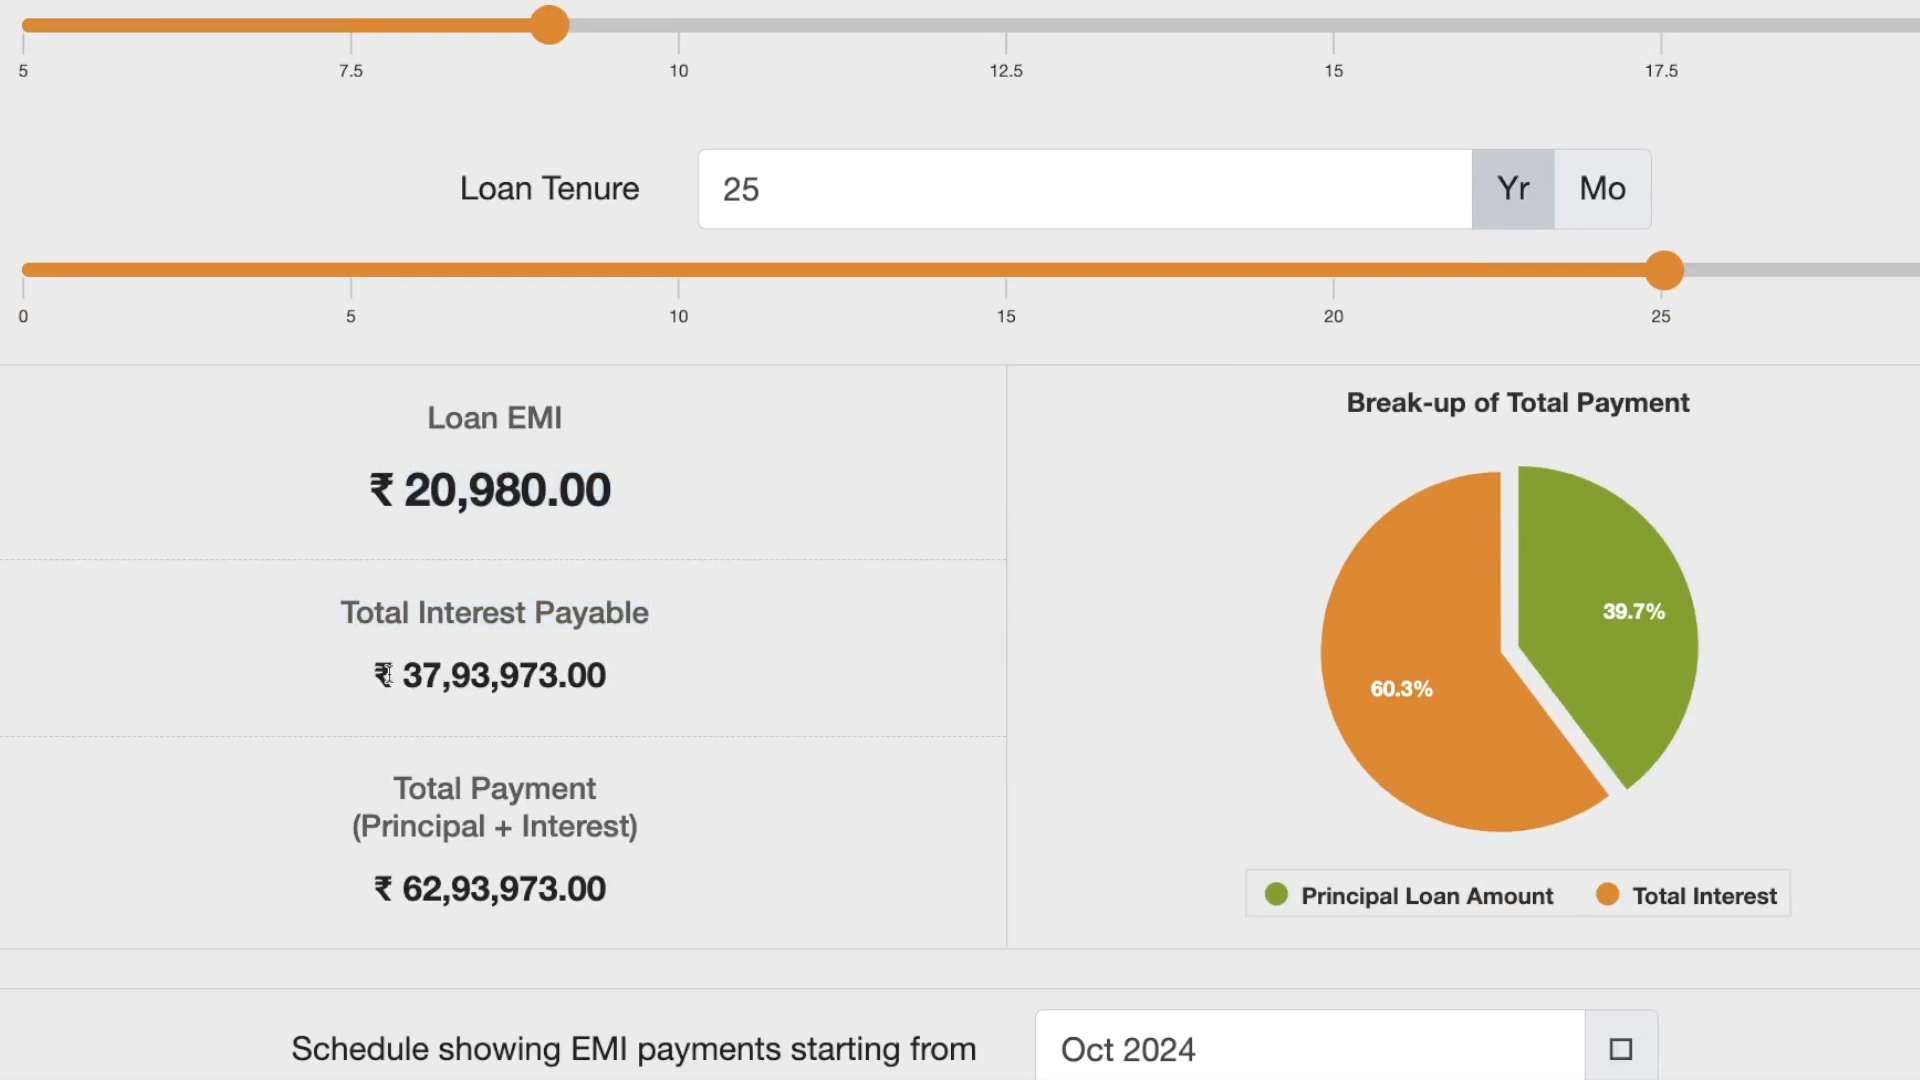 5 7.5 10 12.5 15 17.5
Loan Tenure 25 Yr Mo
0 5 10 15 20 25
Loan EMI
₹ 20,980.00
Total Interest Payable
₹ 37,93,973.00
Total Payment
(Principal + Interest)
₹ 62,93,973.00
Break-up of Total Payment
39.7%
60.3%
Principal Loan Amount Total Interest
Schedule showing EMI payments starting from Oct 2024